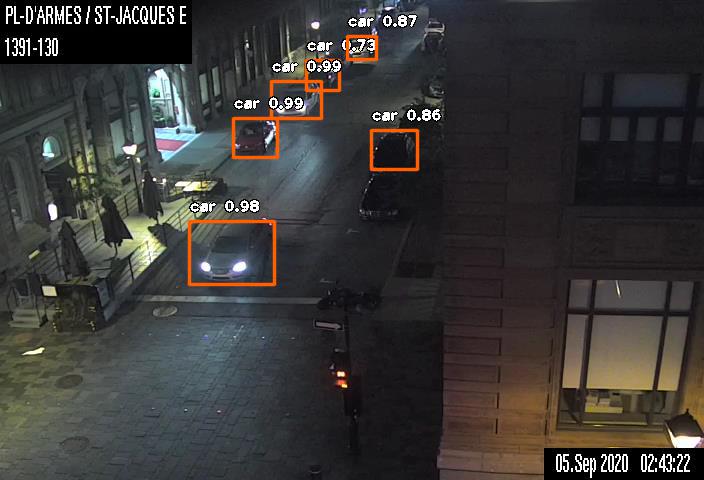 PL-D'ARMES / ST-JACQUES E
1391-130
car 0.87
car 0.73
car 0.99
car 0.99
car 0.86
car 0.98
05.Sep 2020 02:43:22